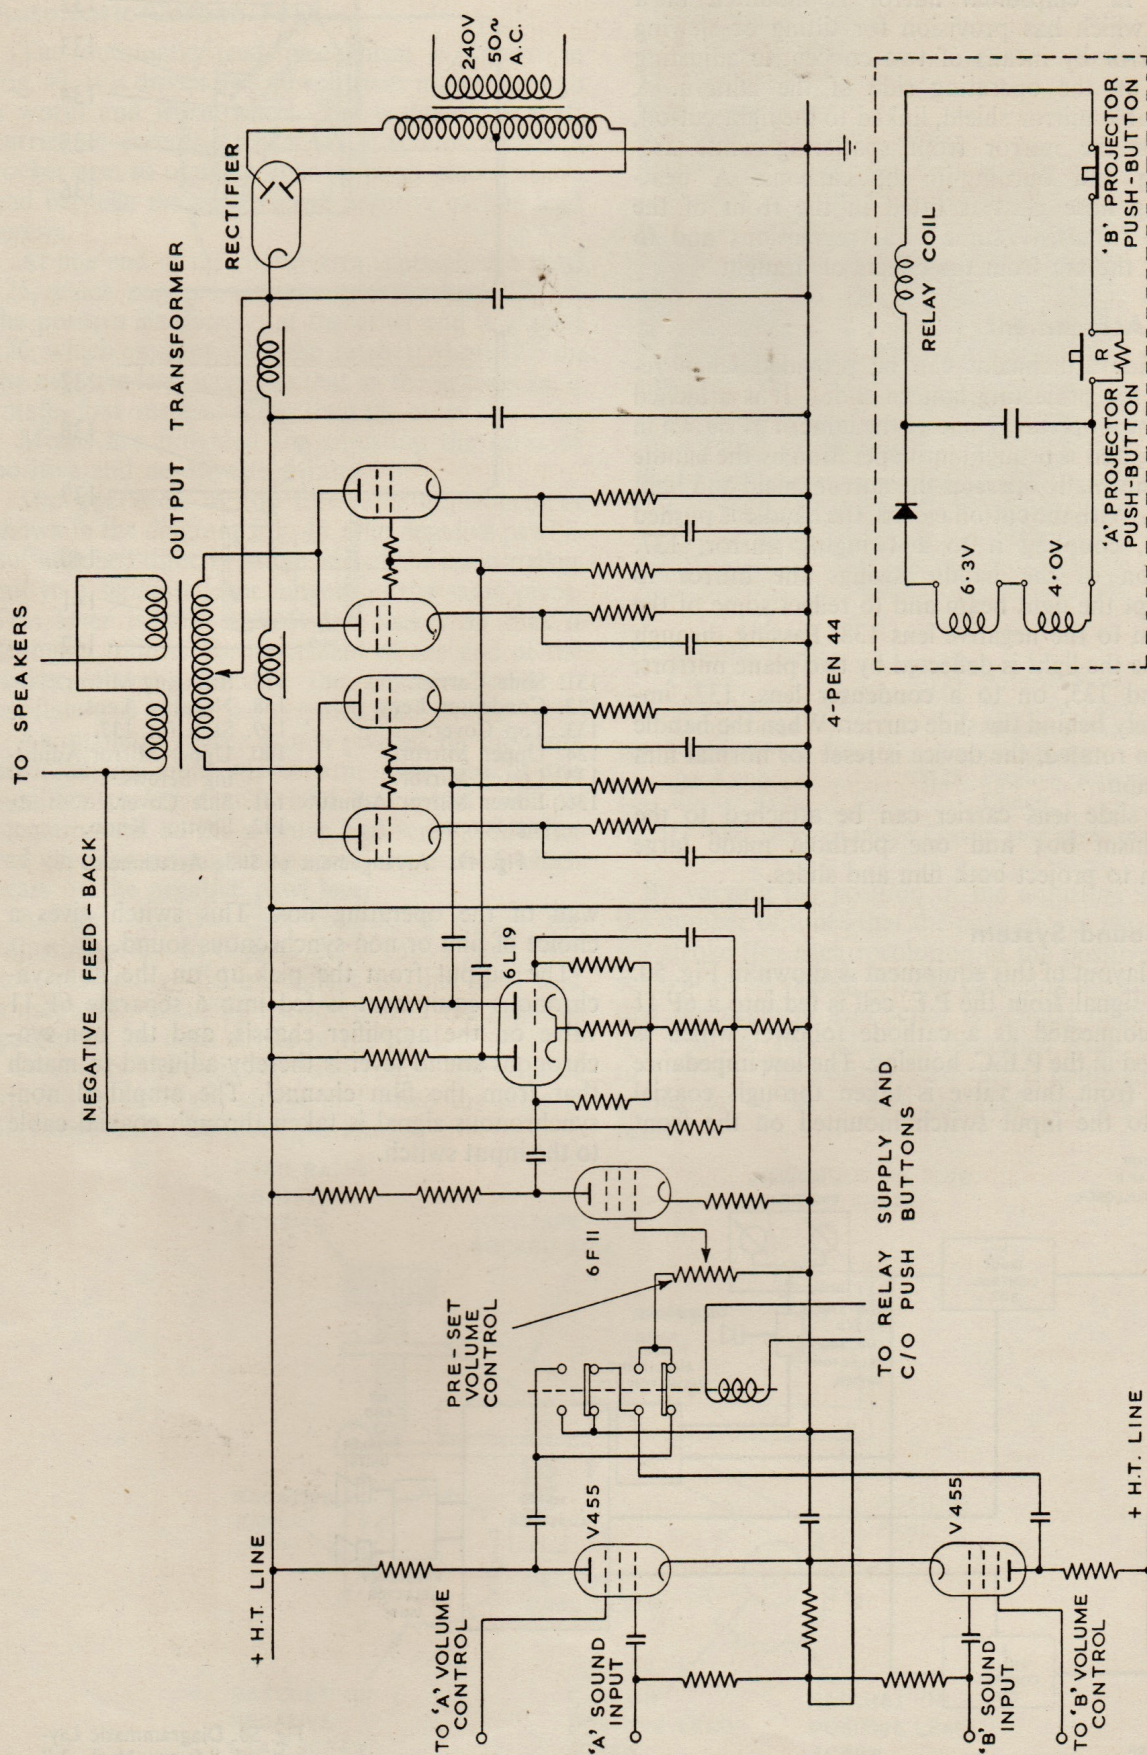 TO SPEAKERS
NEGATIVE FEED-BACK
OUTPUT TRANSFORMER
RECTIFIER
240V
50~
A.C.
+ H.T. LINE
TO 'A' VOLUME
CONTROL
'A' SOUND
INPUT
V455
PRE-SET
VOLUME
CONTROL
6F11
6L19
4-PEN 44
TO RELAY SUPPLY AND
C/O PUSH BUTTONS
'B' SOUND
INPUT
TO 'B' VOLUME
CONTROL
V455
+ H.T. LINE
6·3V
4·0V
RELAY COIL
R
'A' PROJECTOR
PUSH-BUTTON
'B' PROJECTOR
PUSH-BUTTON